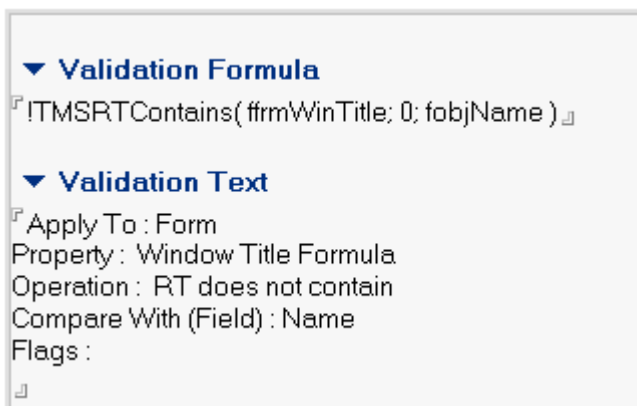 Validation Formula
!TMSRTContains( ffrmWinTitle; 0; fobjName )
Validation Text
Apply To : Form
Property : Window Title Formula
Operation : RT does not contain
Compare With (Field) : Name
Flags :